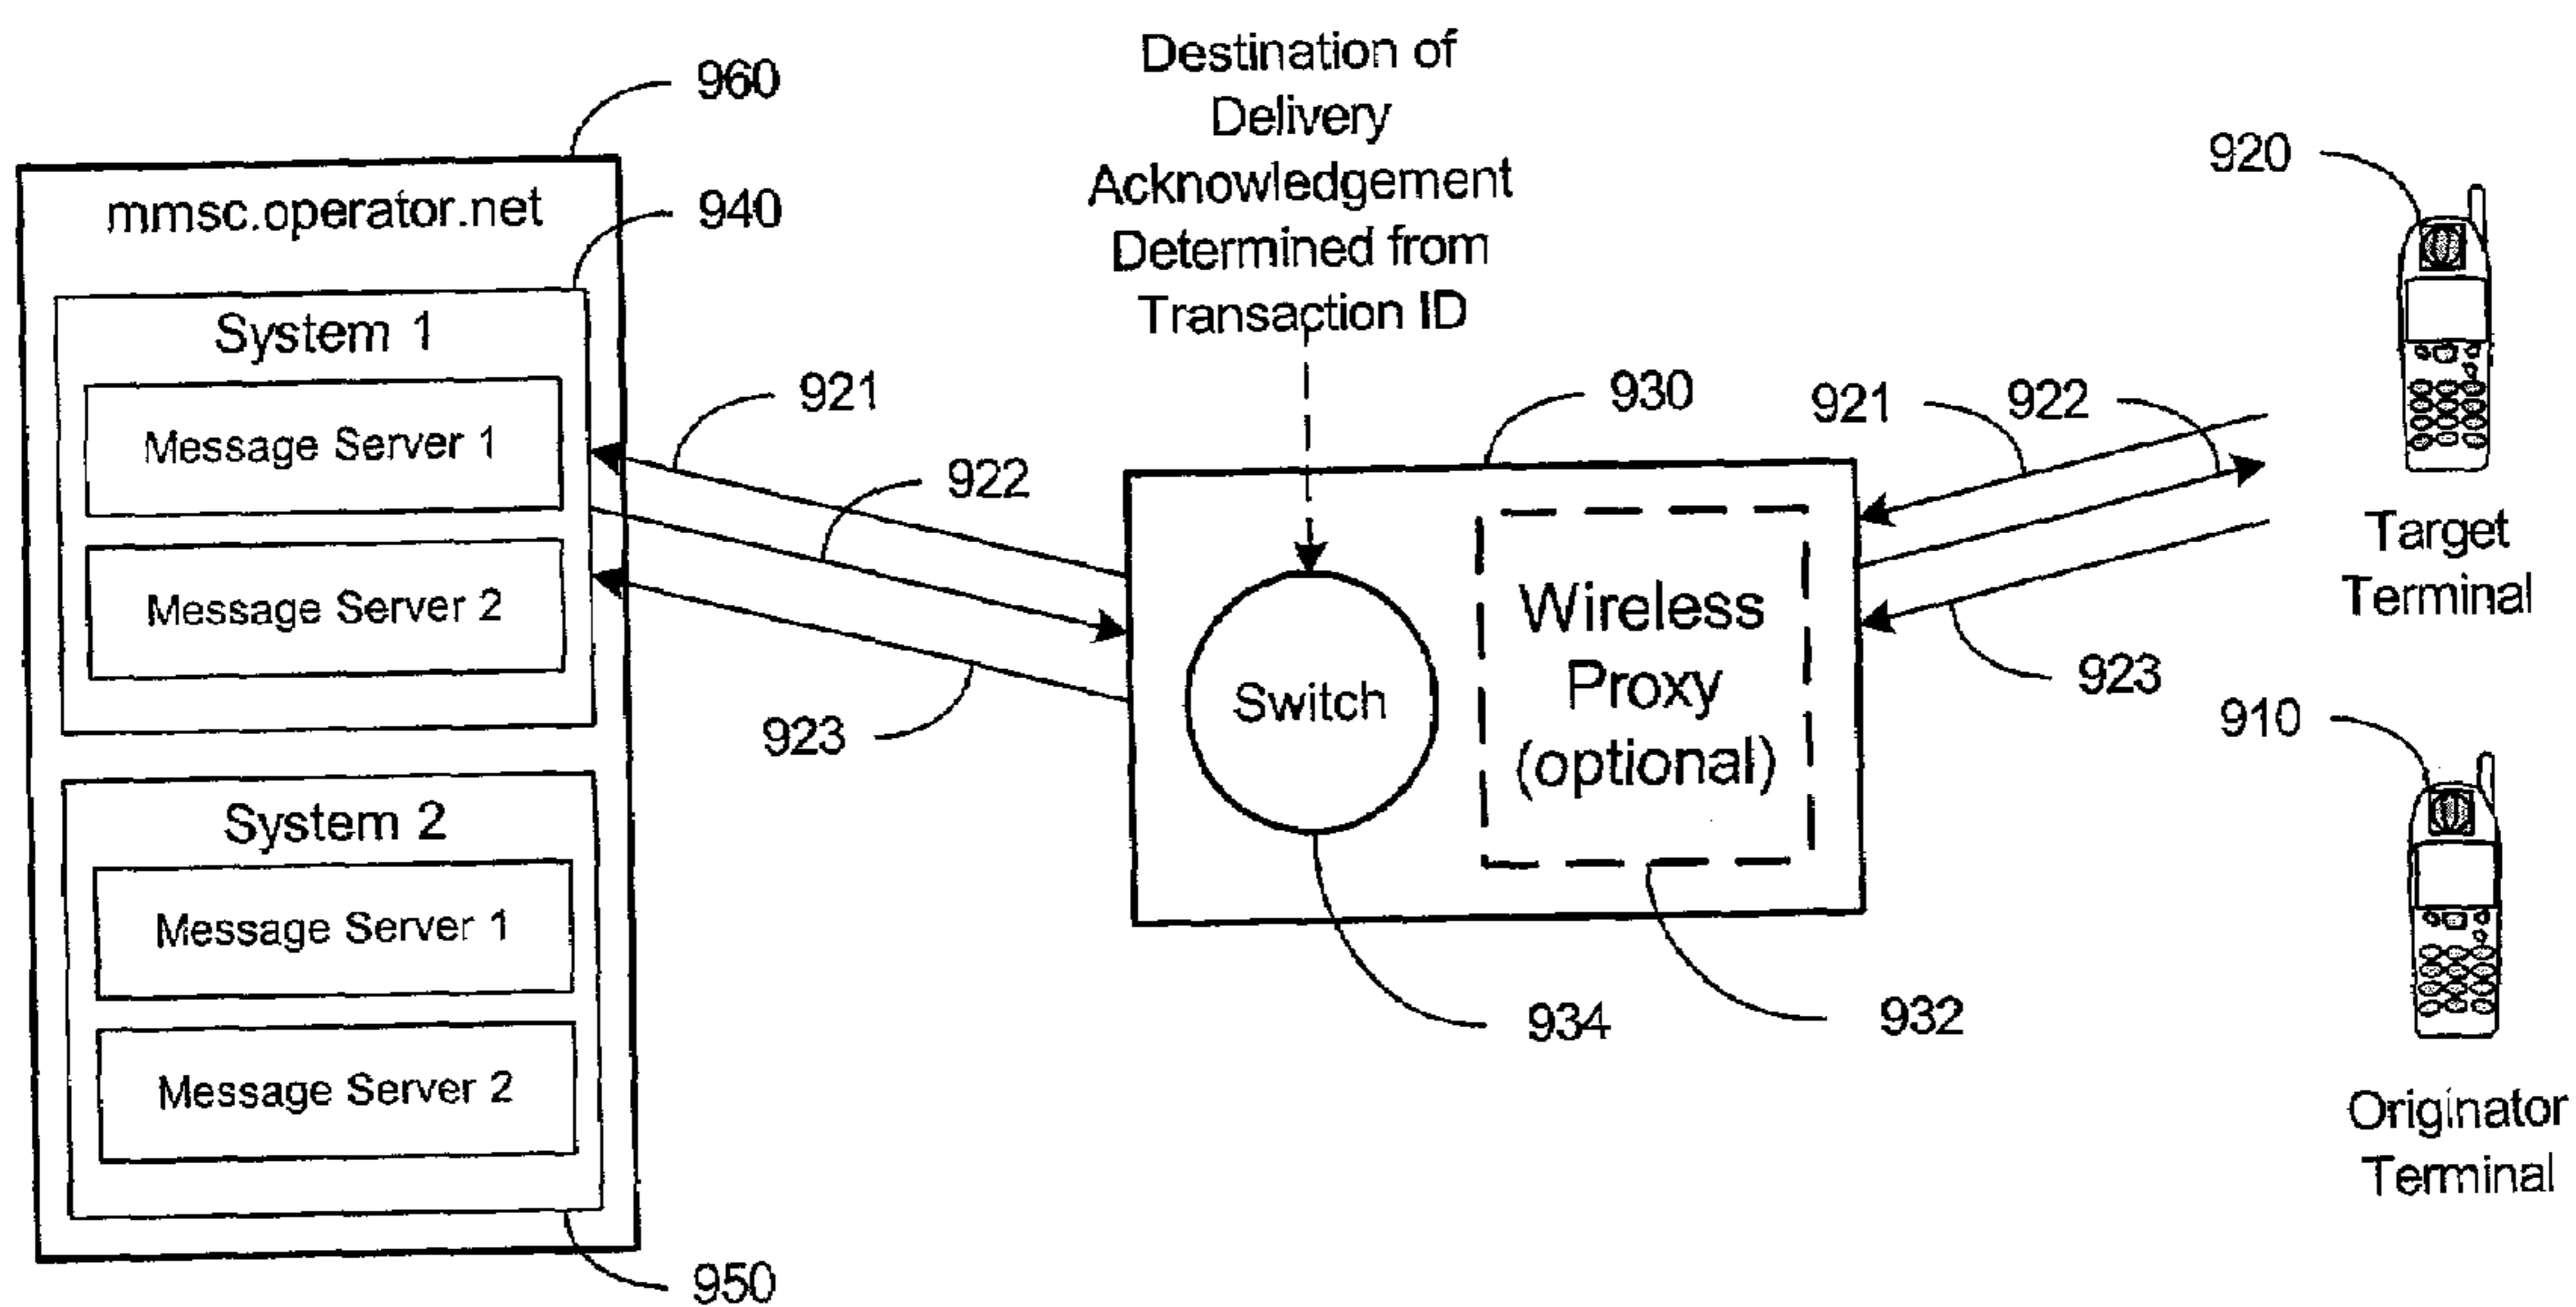 960
mmsc.operator.net
940
System 1
Message Server 1
Message Server 2
System 2
Message Server 1
Message Server 2
950
921
922
923
Destination of
Delivery
Acknowledgement
Determined from
Transaction ID
930
Switch
Wireless
Proxy
(optional)
934
932
921
922
923
920
Target
Terminal
910
Originator
Terminal